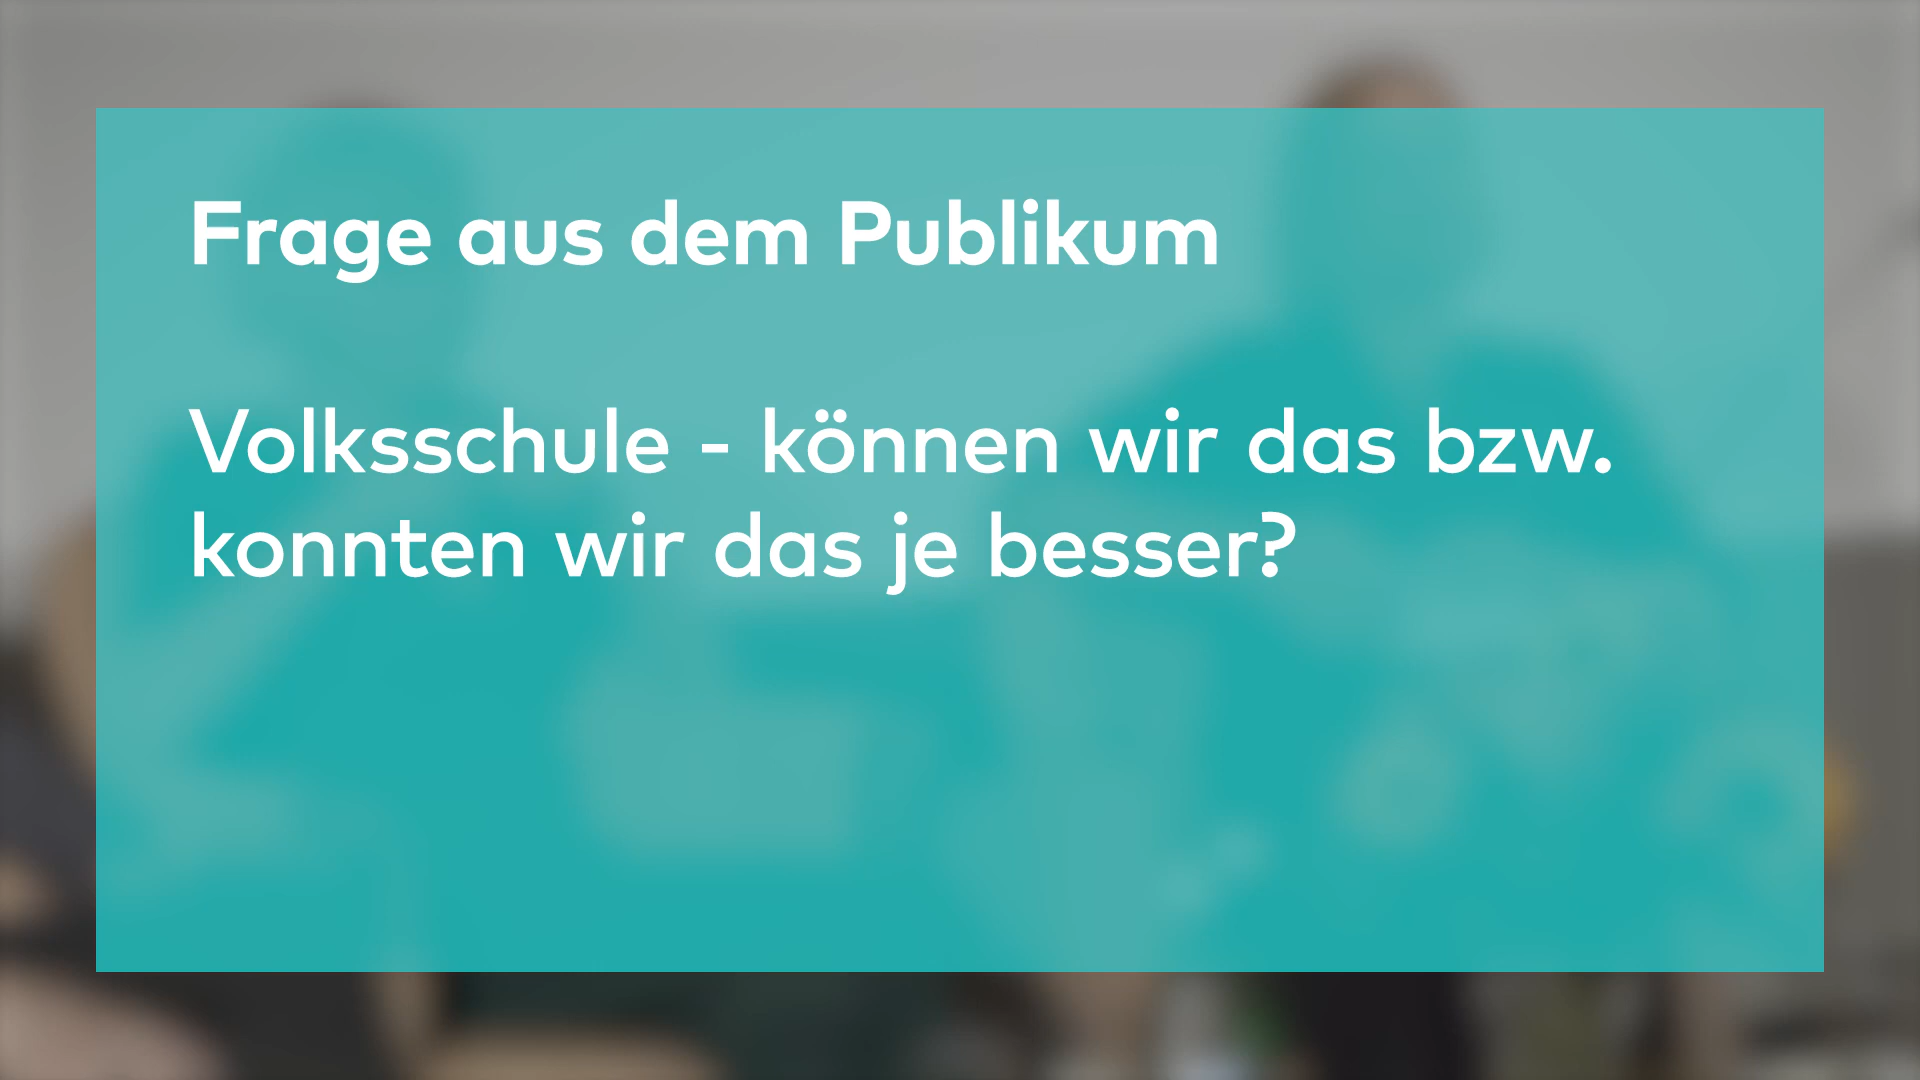 Frage aus dem Publikum
Volksschule - können wir das bzw.
konnten wir das je besser?